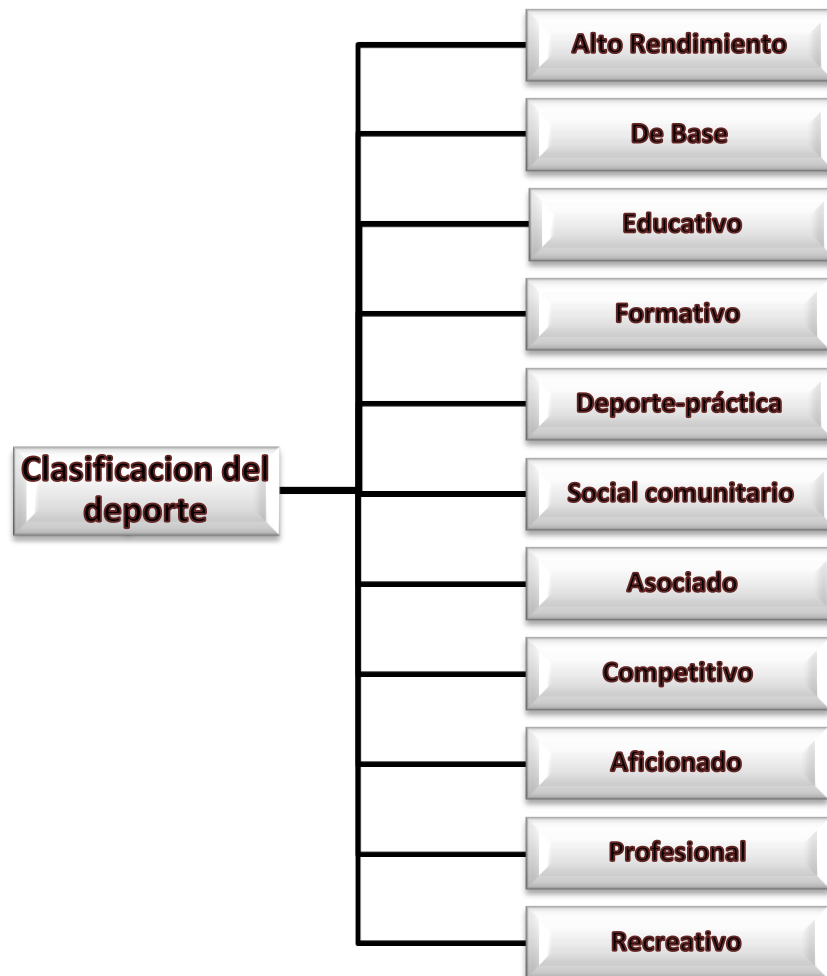 Clasificacion del
deporte
Alto Rendimiento
De Base
Educativo
Formativo
Deporte-práctica
Social comunitario
Asociado
Competitivo
Aficionado
Profesional
Recreativo